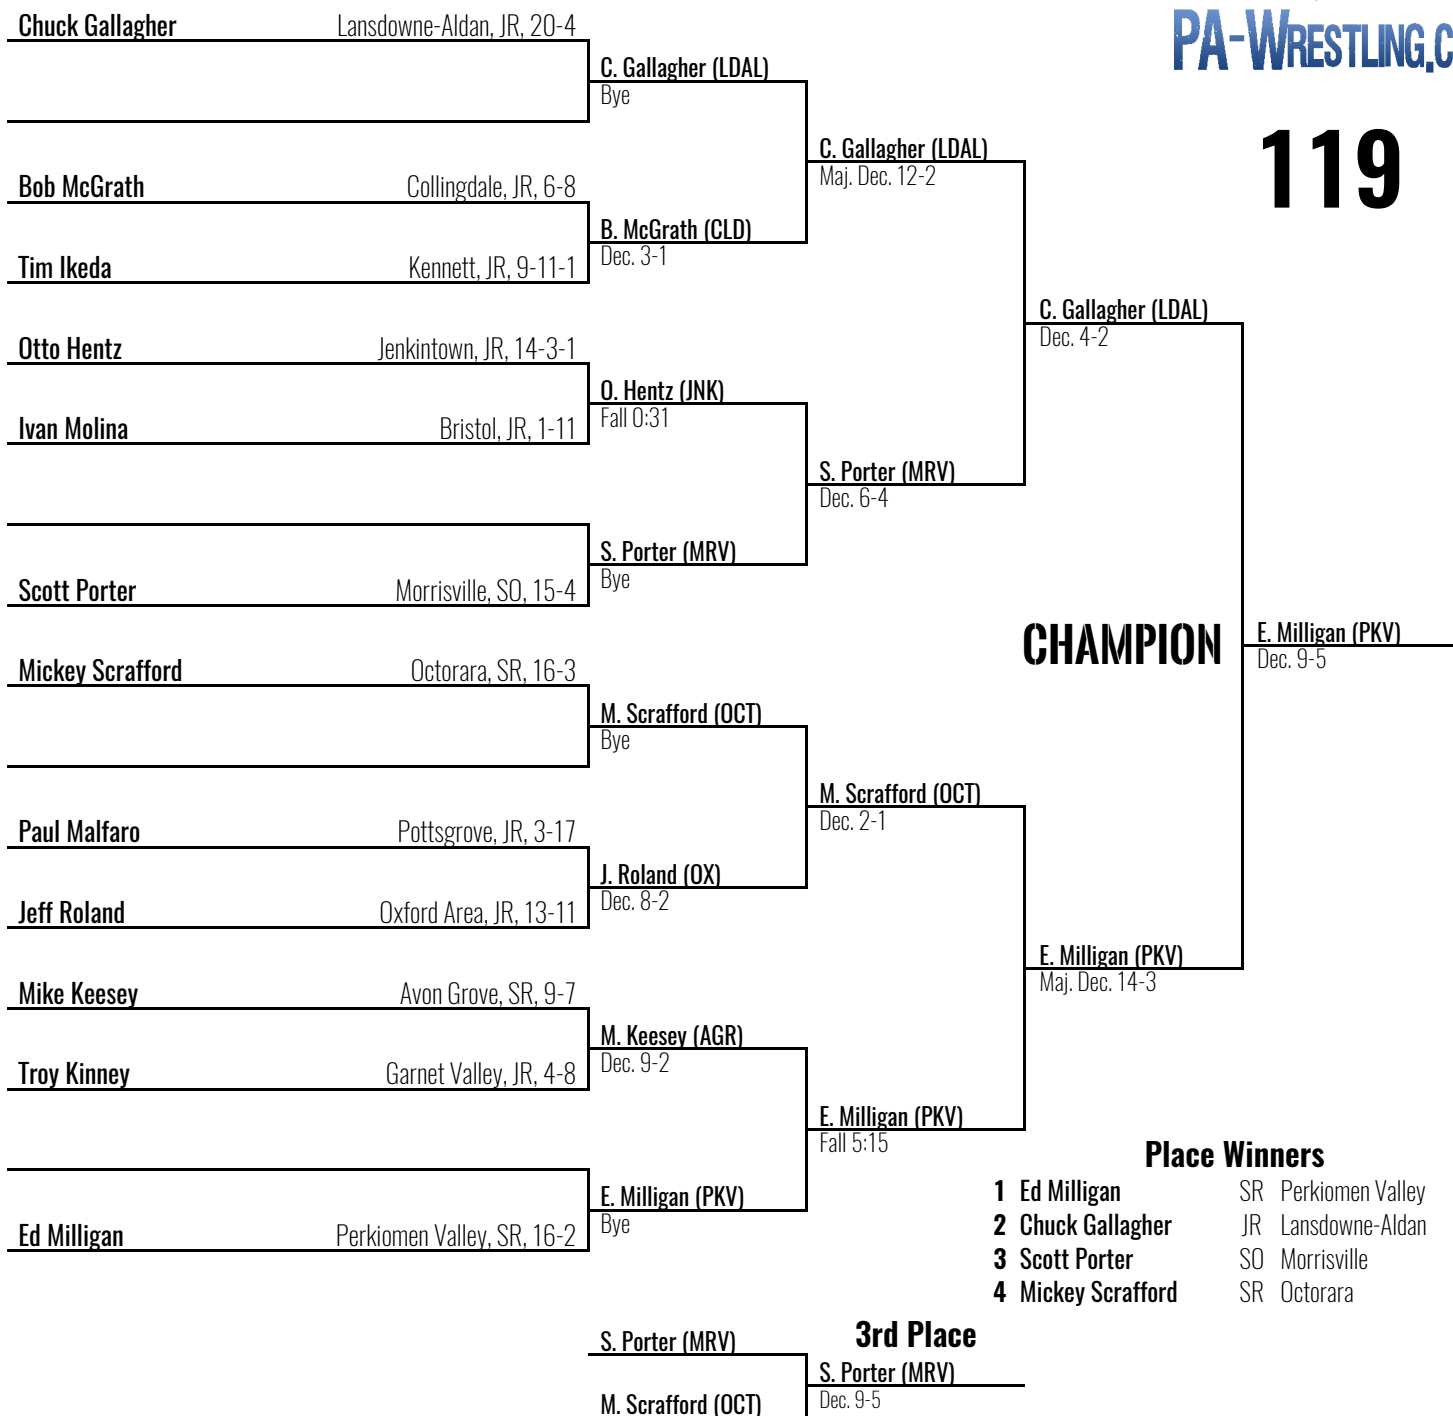 PA-WRESTLING.C
119
Chuck Gallagher Lansdowne-Aldan, JR, 20-4
C. Gallagher (LDAL)
Bye
C. Gallagher (LDAL)
Maj. Dec. 12-2
Bob McGrath Collingdale, JR, 6-8
B. McGrath (CLD)
Dec. 3-1
Tim Ikeda Kennett, JR, 9-11-1
C. Gallagher (LDAL)
Dec. 4-2
Otto Hentz Jenkintown, JR, 14-3-1
O. Hentz (JNK)
Fall 0:31
Ivan Molina Bristol, JR, 1-11
S. Porter (MRV)
Dec. 6-4
S. Porter (MRV)
Bye
Scott Porter Morrisville, SO, 15-4
CHAMPION
E. Milligan (PKV)
Dec. 9-5
Mickey Scrafford Octorara, SR, 16-3
M. Scrafford (OCT)
Bye
M. Scrafford (OCT)
Dec. 2-1
Paul Malfaro Pottsgrove, JR, 3-17
J. Roland (OX)
Dec. 8-2
Jeff Roland Oxford Area, JR, 13-11
E. Milligan (PKV)
Maj. Dec. 14-3
Mike Keesey Avon Grove, SR, 9-7
M. Keesey (AGR)
Dec. 9-2
Troy Kinney Garnet Valley, JR, 4-8
E. Milligan (PKV)
Fall 5:15
E. Milligan (PKV)
Bye
Ed Milligan Perkiomen Valley, SR, 16-2
Place Winners
1 Ed Milligan SR Perkiomen Valley
2 Chuck Gallagher JR Lansdowne-Aldan
3 Scott Porter SO Morrisville
4 Mickey Scrafford SR Octorara
3rd Place
S. Porter (MRV)
S. Porter (MRV)
Dec. 9-5
M. Scrafford (OCT)